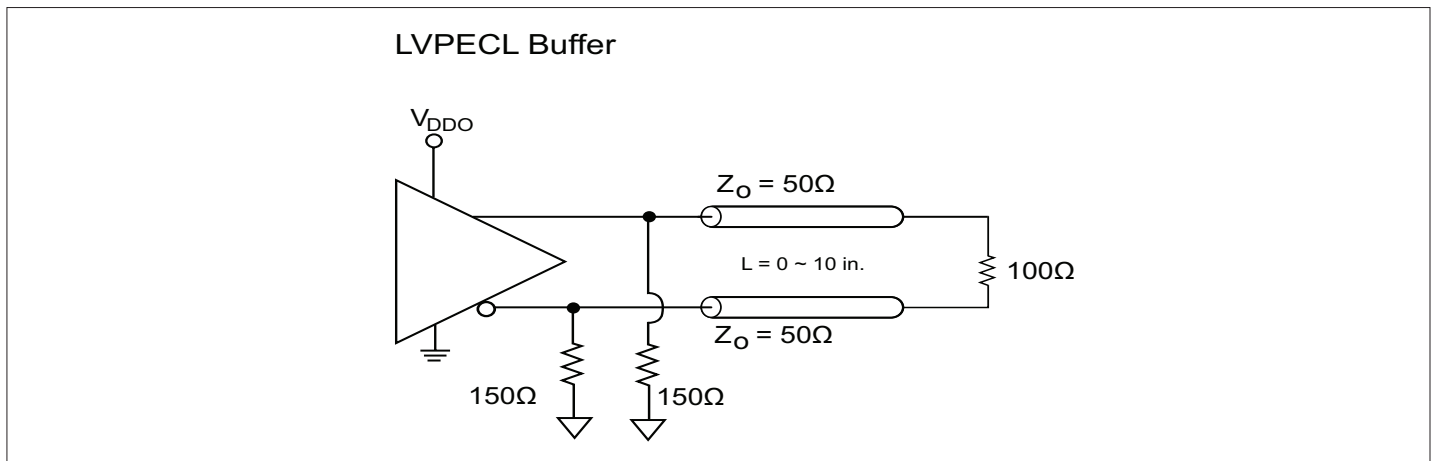 LVPECL Buffer
VDDO
Zo = 50Ω
L = 0 ~ 10 in.
100Ω
Zo = 50Ω
150Ω
150Ω